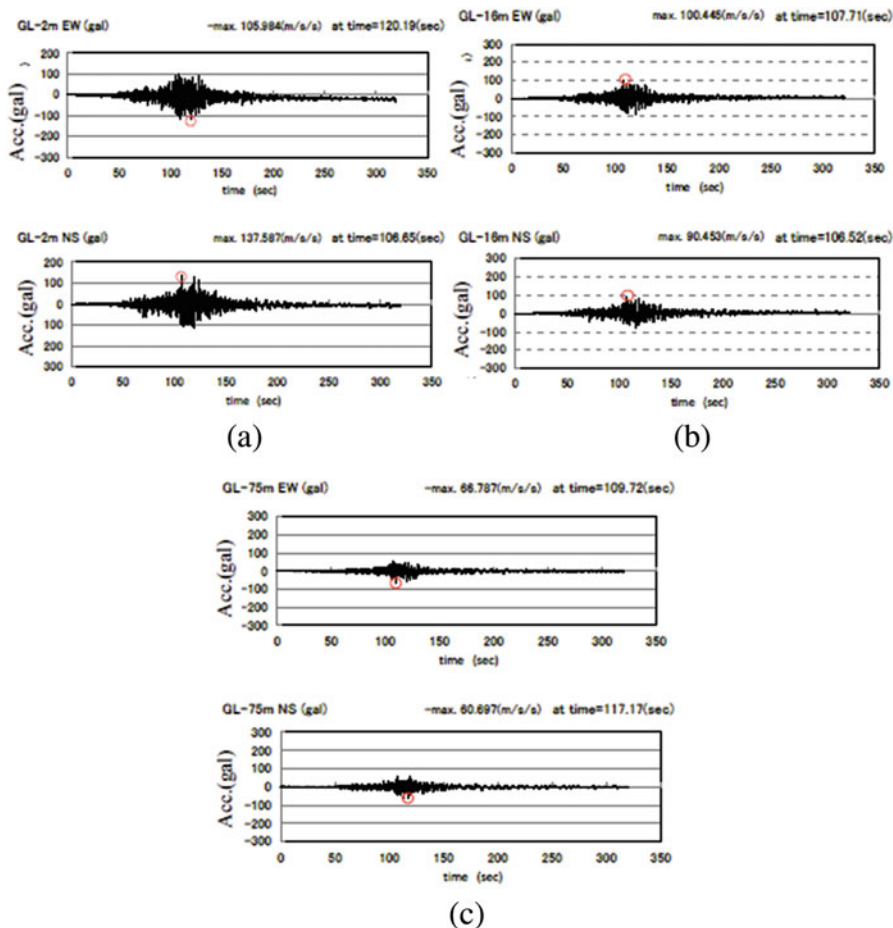 GL-2m EW (gal) -max. 105.984(m/s/s) at time=120.19(sec)
Acc.(gal)
200
100
0
-100
-200
-300
0 50 100 150 200 250 300 350
time (sec)
GL-16m EW (gal) max. 100.445(m/s/s) at time=107.71(sec)
Acc.(gal)
300
200
100
0
-100
-200
-300
0 50 100 150 200 250 300 350
time (sec)
GL-2m NS (gal) max. 137.587(m/s/s) at time=106.65(sec)
Acc.(gal)
200
100
0
100
200
300
0 50 100 150 200 250 300 350
time (sec)
GL-16m NS (gal) max. 90.453(m/s/s) at time=106.52(sec)
Acc.(gal)
300
200
100
0
-100
-200
-300
0 50 100 150 200 250 300 350
time (sec)
(a) (b)
GL-75m EW (gal) -max. 66.787(m/s/s) at time=109.72(sec)
Acc.(gal)
300
200
100
0
-100
-200
-300
0 50 100 150 200 250 300 350
time (sec)
GL-75m NS (gal) -max. 60.697(m/s/s) at time=117.17(sec)
Acc.(gal)
300
200
100
0
-100
-200
-300
0 50 100 150 200 250 300 350
time (sec)
(c)